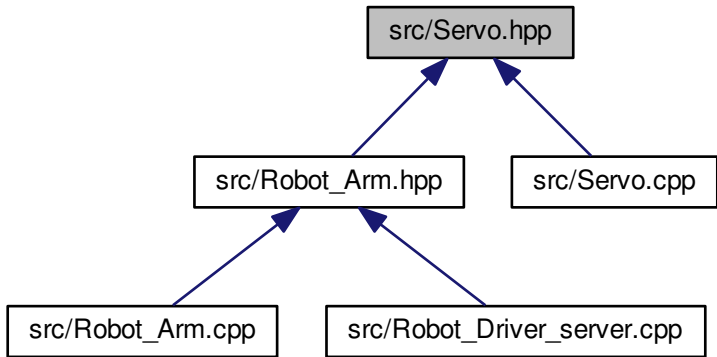 src/Servo.hpp
src/Robot_Arm.hpp
src/Servo.cpp
src/Robot_Arm.cpp
src/Robot_Driver_server.cpp